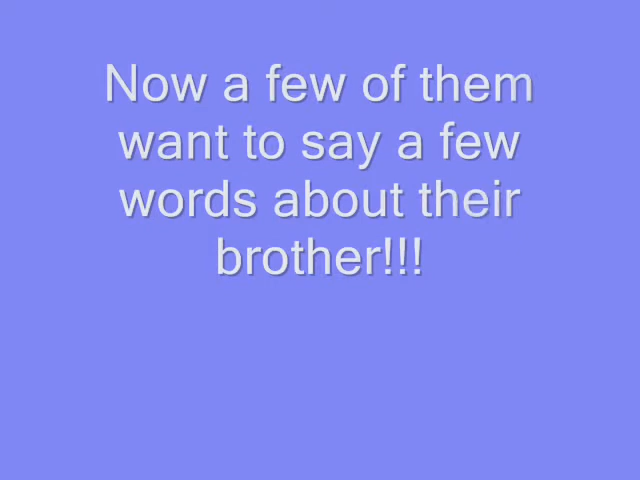 Now a few of them
want to say a few
words about their
brother!!!